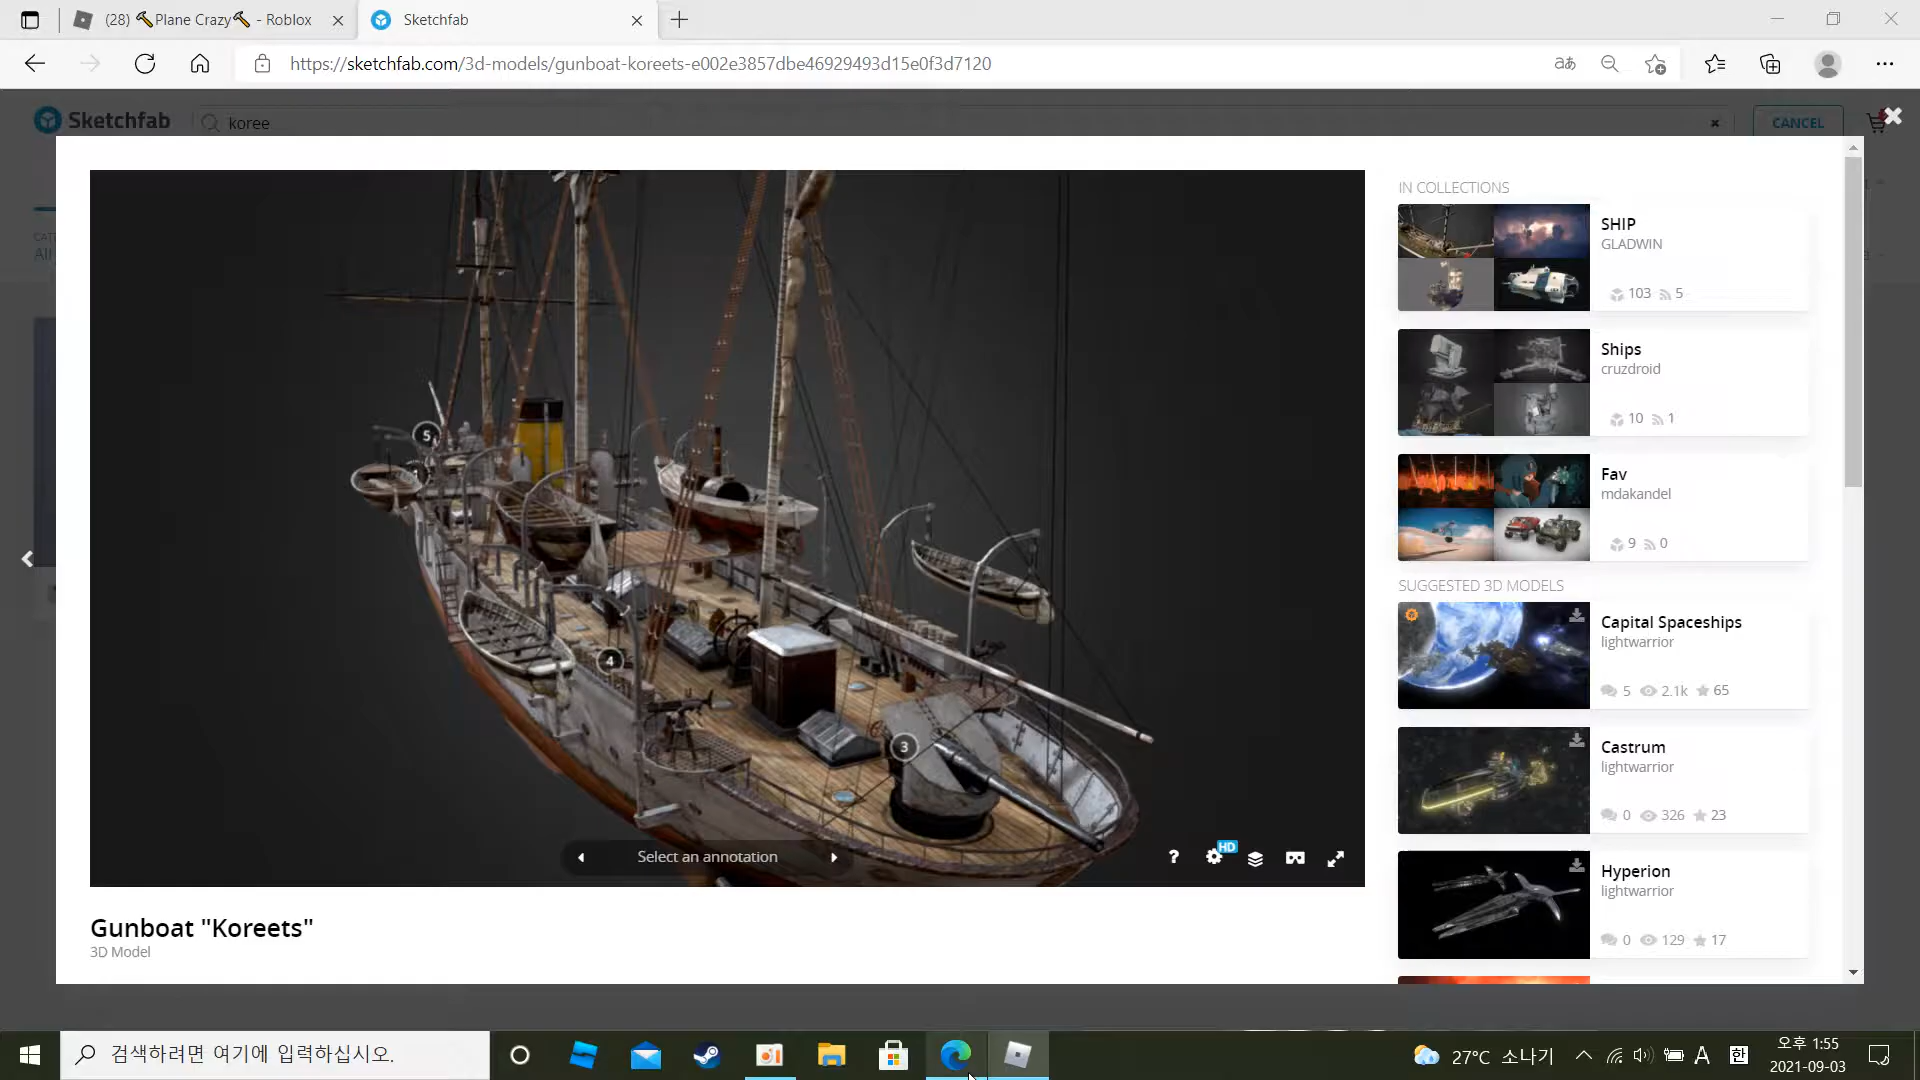 (28) 🔨Plane Crazy🔨 - Roblox
Sketchfab
https://sketchfab.com/3d-models/gunboat-koreets-e002e3857dbe46929493d15e0f3d7120
Sketchfab
koree
CANCEL
All
5
4
3
Select an annotation
?
HD
Gunboat "Koreets"
3D Model
IN COLLECTIONS
SHIP
GLADWIN
103 5
Ships
cruzdroid
10 1
Fav
mdakandel
9 0
SUGGESTED 3D MODELS
Capital Spaceships
lightwarrior
5 2.1k 65
Castrum
lightwarrior
0 326 23
Hyperion
lightwarrior
0 129 17
검색하려면 여기에 입력하십시오.
27°C 소나기
A
한
오후 1:55
2021-09-03